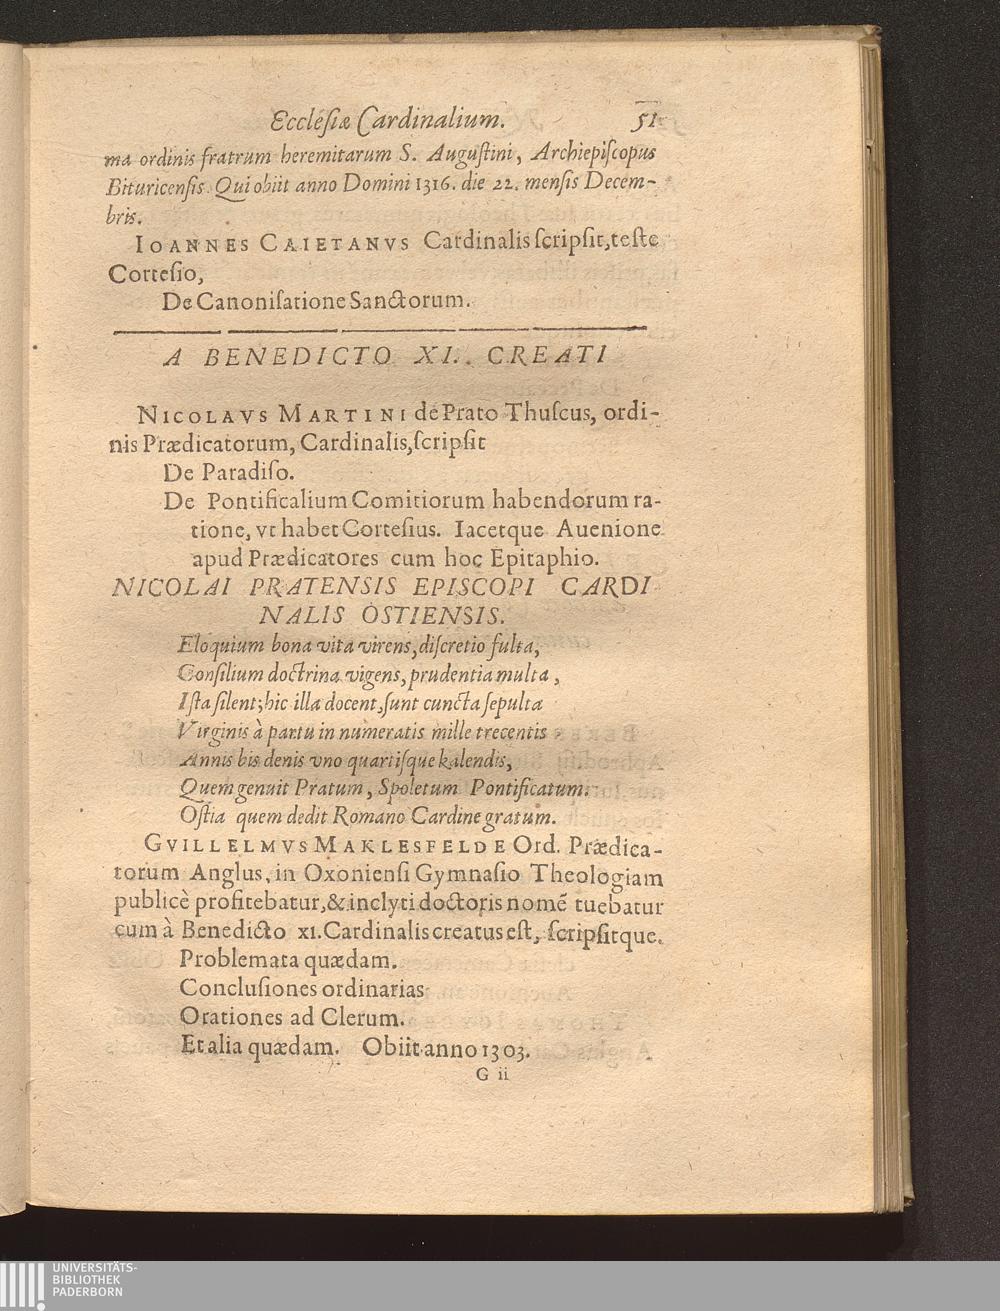 Ecclesiæ Cardinalium. 51
ma ordinis fratrum heremitarum S. Augustini, Archiepiscopus
Bituricensis. Qui obiit anno Domini 1316. die 22. mensis Decem-
bris.
IOANNES CAIETANVS Cardinalis scripsit, teste
Cortesio,
De Canonisatione Sanctorum.
A BENEDICTO XI. CREATI
NICOLAVS MARTINI de Prato Thuscus, ordi-
nis Prædicatorum, Cardinalis, scripsit
De Paradiso.
De Pontificalium Comitiorum habendorum ra-
tione, vt habet Cortesius. Iacetque Auenione
apud Prædicatores cum hoc Epitaphio.
NICOLAI PRATENSIS EPISCOPI CARDI
NALIS OSTIENSIS.
Eloquium bona vita virens, discretio fulta,
Consilium doctrina vigens, prudentia multa,
Ista silent; hic illa docent, sunt cuncta sepulta
Virginis à partu in numeratis mille trecentis
Annis bis denis vno quartisque kalendis,
Quem genuit Pratum, Spoletum Pontificatum:
Ostia quem dedit Romano Cardine gratum.
GVILLELMVS MAKLESFELDE Ord. Prædica-
torum Anglus, in Oxoniensi Gymnasio Theologiam
publicè profitebatur, & inclyti doctoris nomẽ tuebatur
cum à Benedicto xi. Cardinalis creatus est, scripsitque.
Problemata quædam.
Conclusiones ordinarias
Orationes ad Clerum.
Et alia quædam. Obiit anno 1303.
G ii
UNIVERSITÄTS-
BIBLIOTHEK
PADERBORN